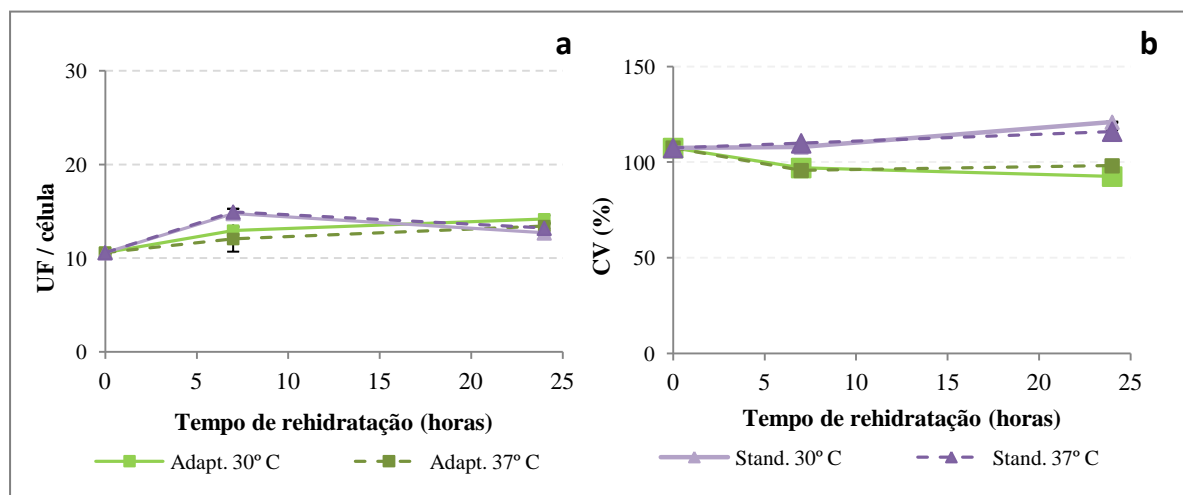 a
30
20
10
0
UF / célula
0 5 10 15 20 25
Tempo de rehidratação (horas)
b
150
100
50
0
CV (%)
0 5 10 15 20 25
Tempo de rehidratação (horas)
Adapt. 30º C Adapt. 37º C Stand. 30º C Stand. 37º C